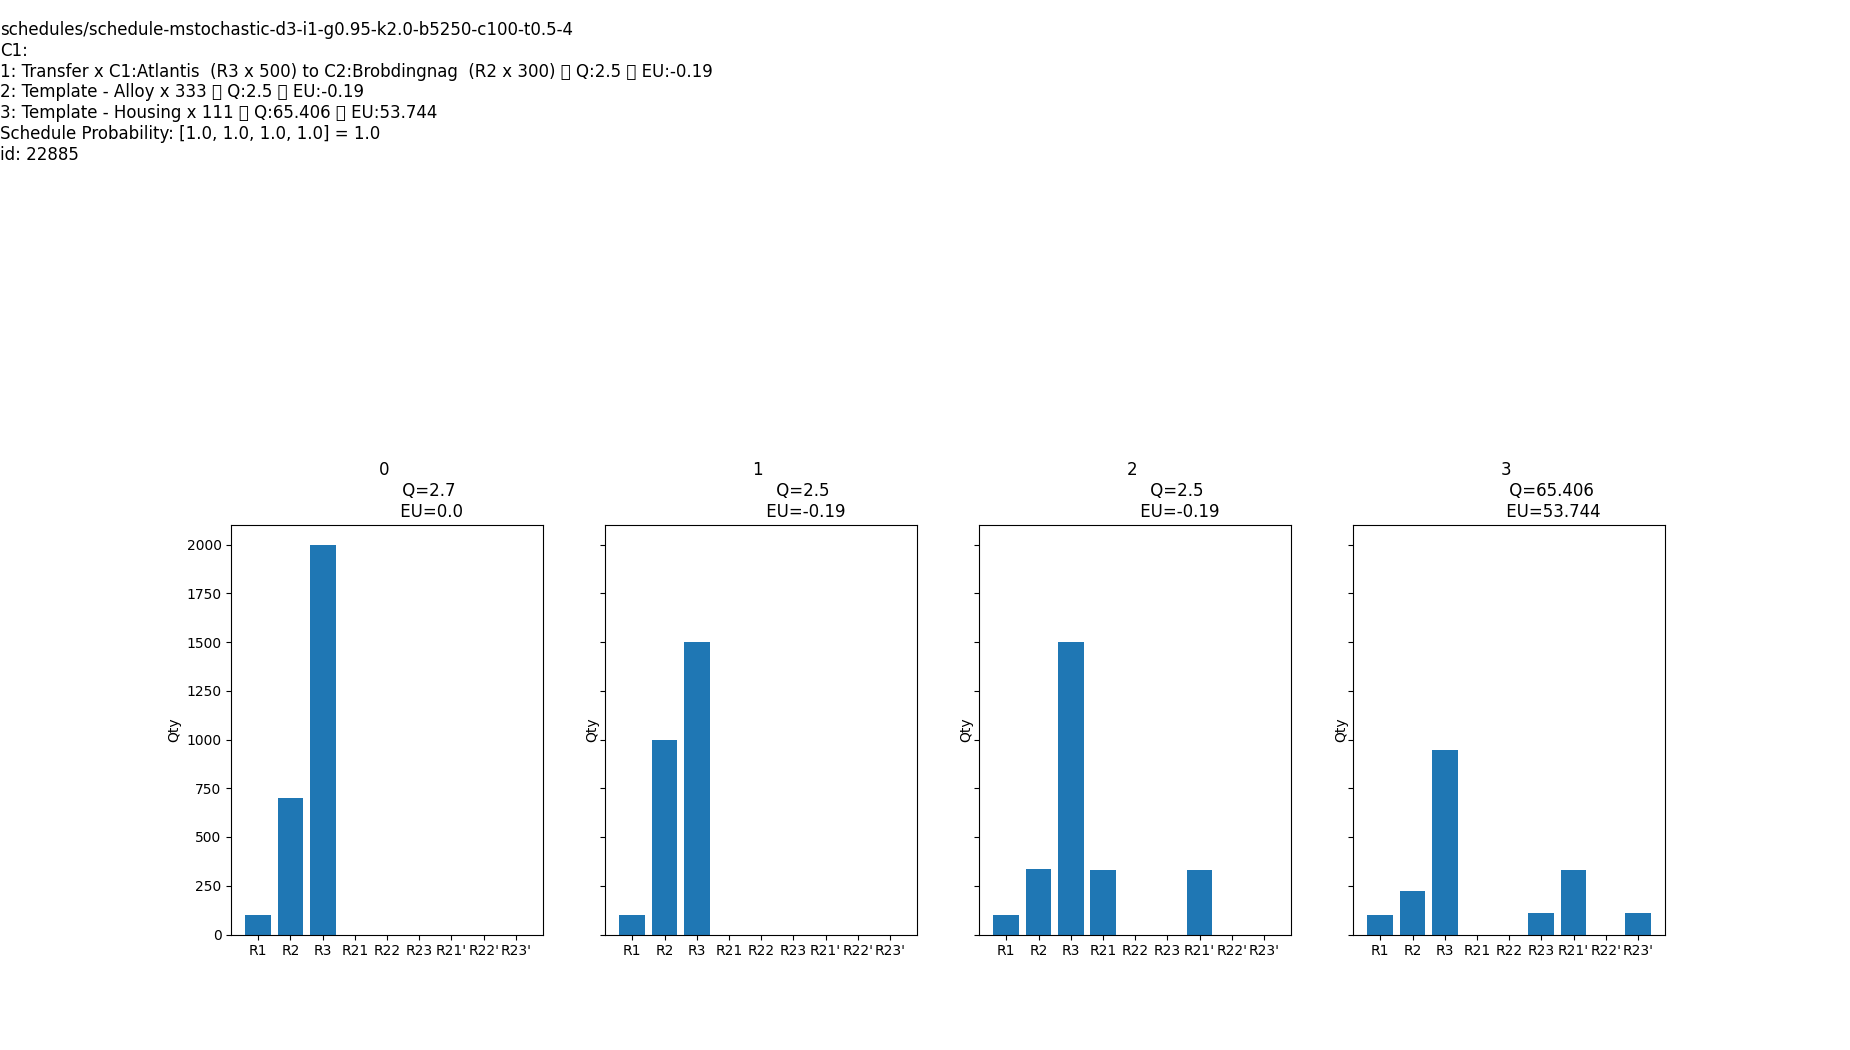 schedules/schedule-mstochastic-d3-i1-g0.95-k2.0-b5250-c100-t0.5-4
C1:
1: Transfer x C1:Atlantis  (R3 x 500) to C2:Brobdingnag  (R2 x 300) ▯ Q:2.5 ▯ EU:-0.19
2: Template - Alloy x 333 ▯ Q:2.5 ▯ EU:-0.19
3: Template - Housing x 111 ▯ Q:65.406 ▯ EU:53.744
Schedule Probability: [1.0, 1.0, 1.0, 1.0] = 1.0
id: 22885
0
Q=2.7
EU=0.0
Qty
2000
1750
1500
1250
1000
750
500
250
0
R1 R2 R3 R21 R22 R23 R21' R22' R23'
1
Q=2.5
EU=-0.19
Qty
R1 R2 R3 R21 R22 R23 R21' R22' R23'
2
Q=2.5
EU=-0.19
Qty
R1 R2 R3 R21 R22 R23 R21' R22' R23'
3
Q=65.406
EU=53.744
Qty
R1 R2 R3 R21 R22 R23 R21' R22' R23'